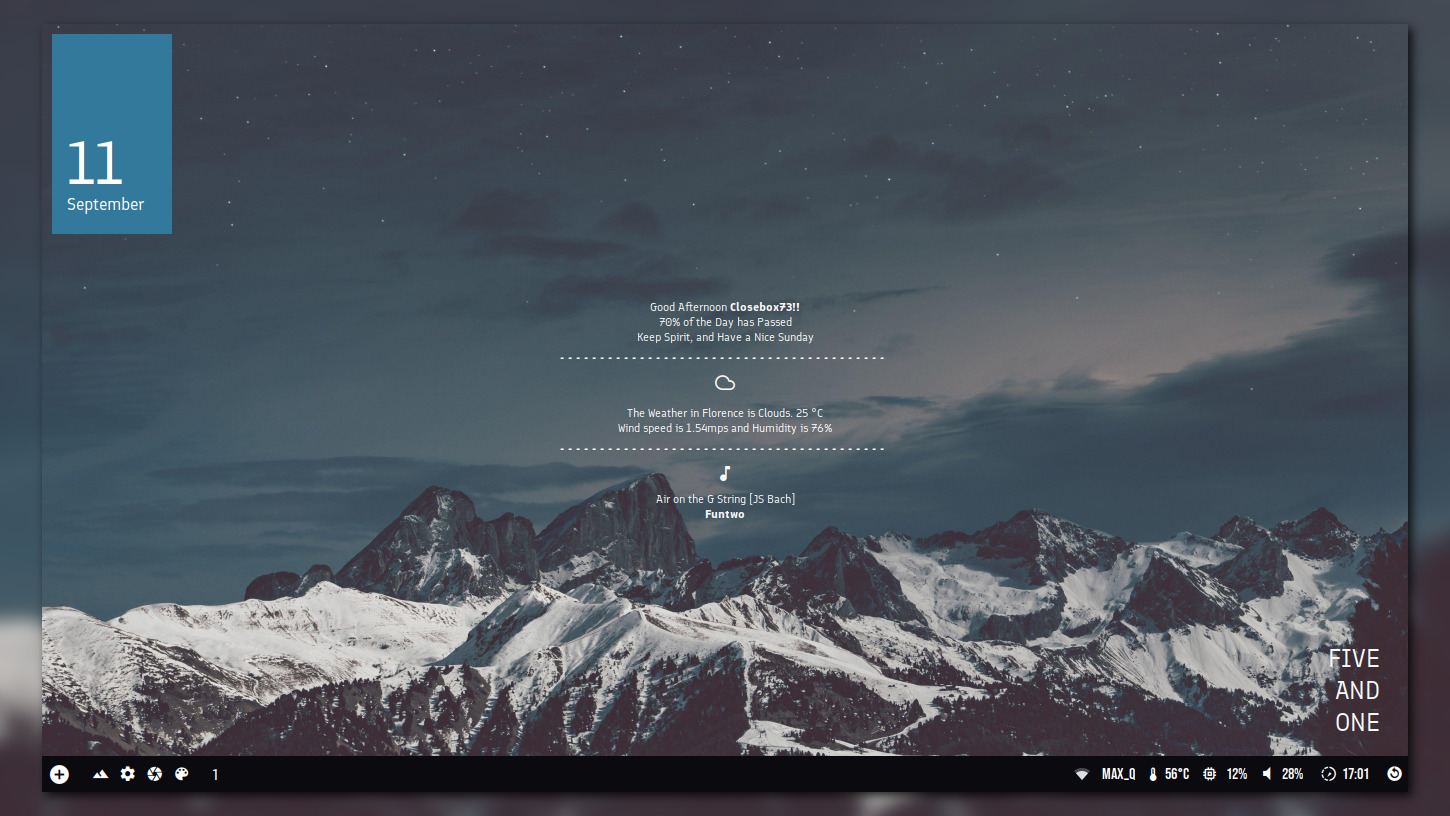 11
September
Good Afternoon Closebox73!!
70% of the Day has Passed
Keep Spirit, and Have a Nice Sunday
The Weather in Florence is Clouds. 25 °C
Wind speed is 1.54mps and Humidity is 76%
Air on the G String [JS Bach]
Funtwo
FIVE
AND
ONE
1 MAX_Q 56°C 12% 28% 17:01